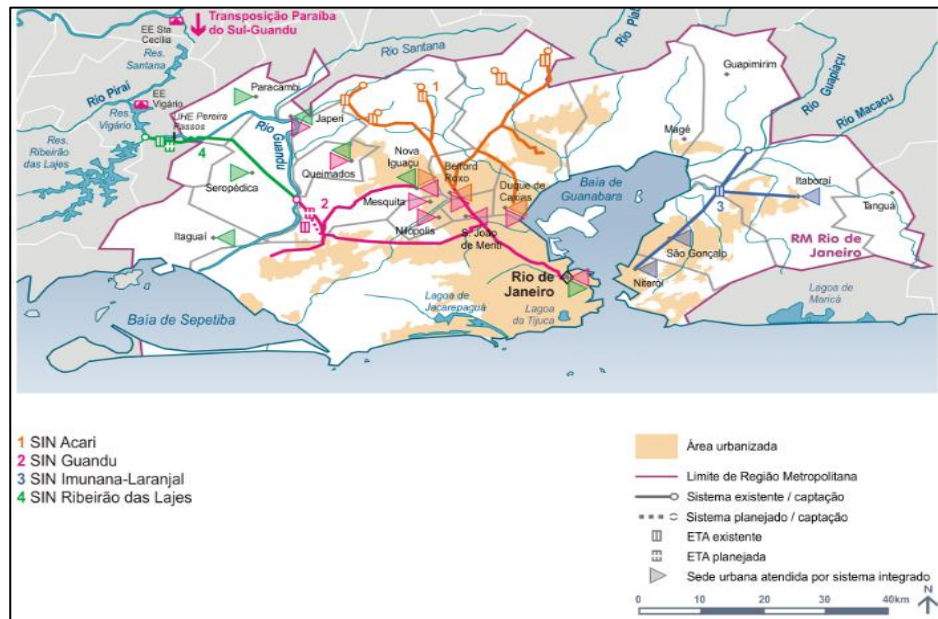 Transposição Paraíba
do Sul-Guandu
EE Sta
Cecília
Res.
Santana
Rio Piraí
EE
Vigário
Res.
Vigário
UHE Pereira
Passos
Res.
Ribeirão
das Lajes
4
Paracambi
Rio Santana
Rio Guandu
Japeri
Seropédica
Queimados
Itaguaí
2
1
Nova
Iguaçu
Belford
Roxo
Mesquita
Nilópolis
S. João
de Meriti
Duque de
Caxias
Baía de
Guanabara
Rio de
Janeiro
Lagoa de
Jacarepaguá
Lagoa
da Tijuca
Baía de Sepetiba
Guapimirim
Magé
Rio Guapiaçu
Rio Macacu
Itaboraí
Tanguá
3
São Gonçalo
Niterói
RM Rio de
Janeiro
Lagoa de
Maricá
1 SIN Acari
2 SIN Guandu
3 SIN Imunana-Laranjal
4 SIN Ribeirão das Lajes
Área urbanizada
Limite de Região Metropolitana
Sistema existente / captação
Sistema planejado / captação
ETA existente
ETA planejada
Sede urbana atendida por sistema integrado
0 10 20 40km
N